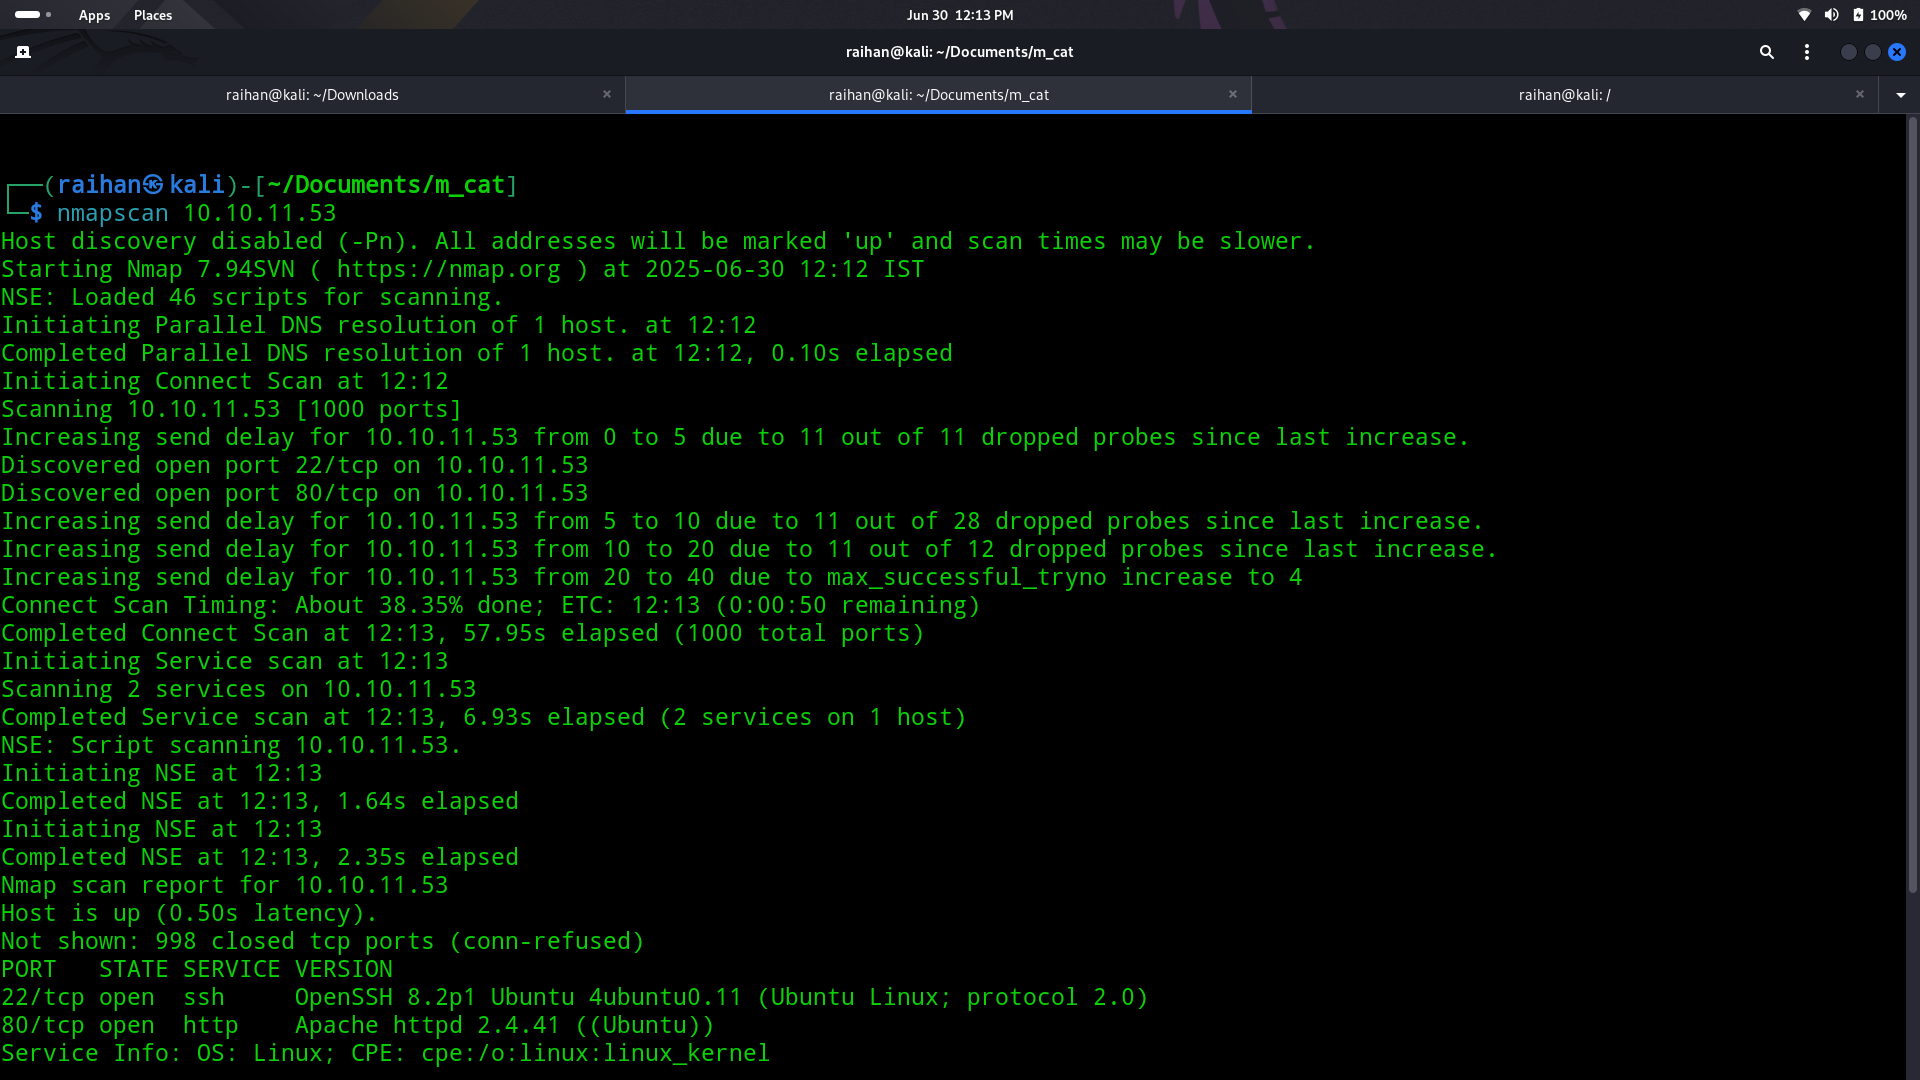 Apps Places Jun 30 12:13 PM 100%
raihan@kali: ~/Documents/m_cat
raihan@kali: ~/Downloads raihan@kali: ~/Documents/m_cat raihan@kali: /
(raihan㉿kali)-[~/Documents/m_cat]
$ nmapscan 10.10.11.53
Host discovery disabled (-Pn). All addresses will be marked 'up' and scan times may be slower.
Starting Nmap 7.94SVN ( https://nmap.org ) at 2025-06-30 12:12 IST
NSE: Loaded 46 scripts for scanning.
Initiating Parallel DNS resolution of 1 host. at 12:12
Completed Parallel DNS resolution of 1 host. at 12:12, 0.10s elapsed
Initiating Connect Scan at 12:12
Scanning 10.10.11.53 [1000 ports]
Increasing send delay for 10.10.11.53 from 0 to 5 due to 11 out of 11 dropped probes since last increase.
Discovered open port 22/tcp on 10.10.11.53
Discovered open port 80/tcp on 10.10.11.53
Increasing send delay for 10.10.11.53 from 5 to 10 due to 11 out of 28 dropped probes since last increase.
Increasing send delay for 10.10.11.53 from 10 to 20 due to 11 out of 12 dropped probes since last increase.
Increasing send delay for 10.10.11.53 from 20 to 40 due to max_successful_tryno increase to 4
Connect Scan Timing: About 38.35% done; ETC: 12:13 (0:00:50 remaining)
Completed Connect Scan at 12:13, 57.95s elapsed (1000 total ports)
Initiating Service scan at 12:13
Scanning 2 services on 10.10.11.53
Completed Service scan at 12:13, 6.93s elapsed (2 services on 1 host)
NSE: Script scanning 10.10.11.53.
Initiating NSE at 12:13
Completed NSE at 12:13, 1.64s elapsed
Initiating NSE at 12:13
Completed NSE at 12:13, 2.35s elapsed
Nmap scan report for 10.10.11.53
Host is up (0.50s latency).
Not shown: 998 closed tcp ports (conn-refused)
PORT   STATE SERVICE VERSION
22/tcp open  ssh     OpenSSH 8.2p1 Ubuntu 4ubuntu0.11 (Ubuntu Linux; protocol 2.0)
80/tcp open  http    Apache httpd 2.4.41 ((Ubuntu))
Service Info: OS: Linux; CPE: cpe:/o:linux:linux_kernel